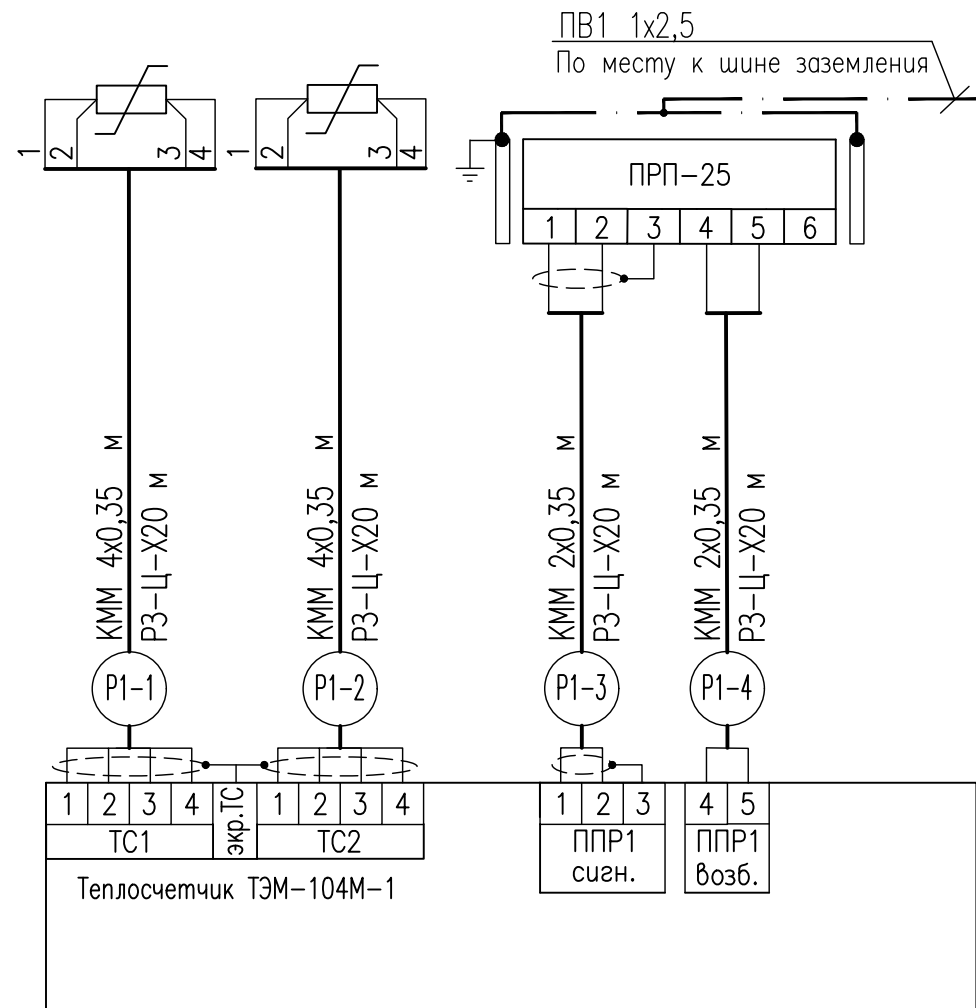 ПВ1 1х2,5
По месту к шине заземления
1 2 3 4
1 2 3 4
ПРП-25
1 2 3 4 5 6
КММ 4х0,35 м
РЗ-Ц-Х20 м
КММ 4х0,35 м
РЗ-Ц-Х20 м
КММ 2х0,35 м
РЗ-Ц-Х20 м
КММ 2х0,35 м
РЗ-Ц-Х20 м
Р1-1
Р1-2
Р1-3
Р1-4
1 2 3 4
экр.ТС
1 2 3 4
1 2 3
4 5
ТС1
ТС2
ППР1
сигн.
ППР1
возб.
Теплосчетчик ТЭМ-104М-1